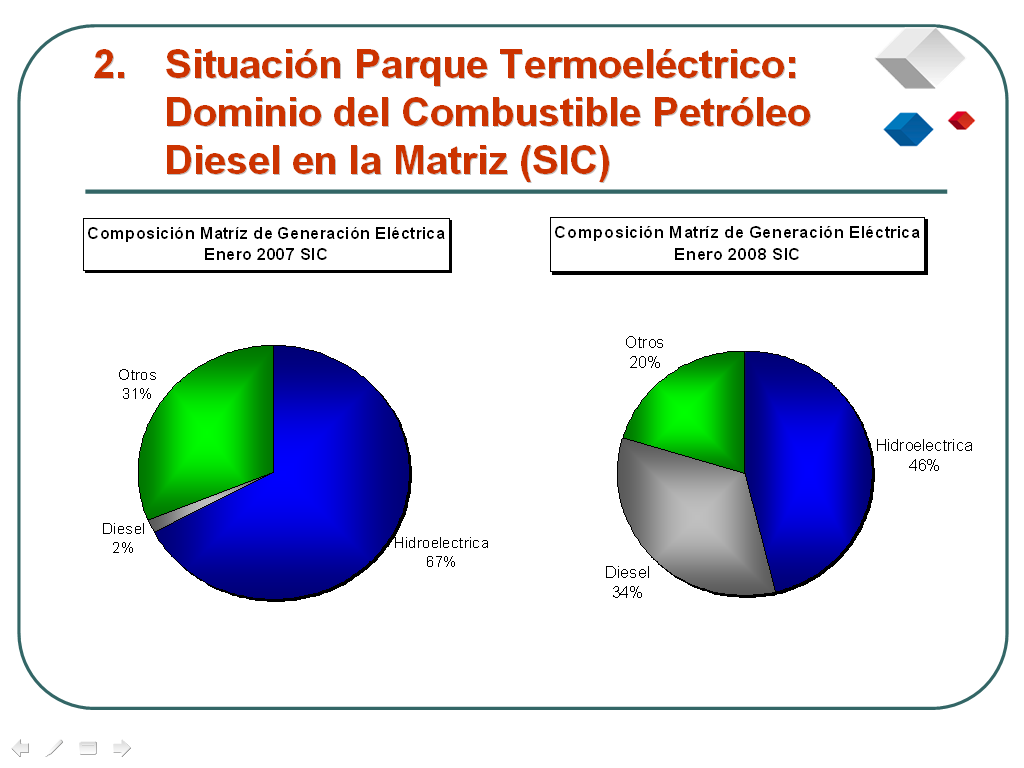 2. Situación Parque Termoeléctrico:
Dominio del Combustible Petróleo
Diesel en la Matriz (SIC)
Composición Matríz de Generación Eléctrica
Enero 2007 SIC
Composición Matríz de Generación Eléctrica
Enero 2008 SIC
Otros
31%
Diesel
2%
Hidroelectrica
67%
Otros
20%
Hidroelectrica
46%
Diesel
34%